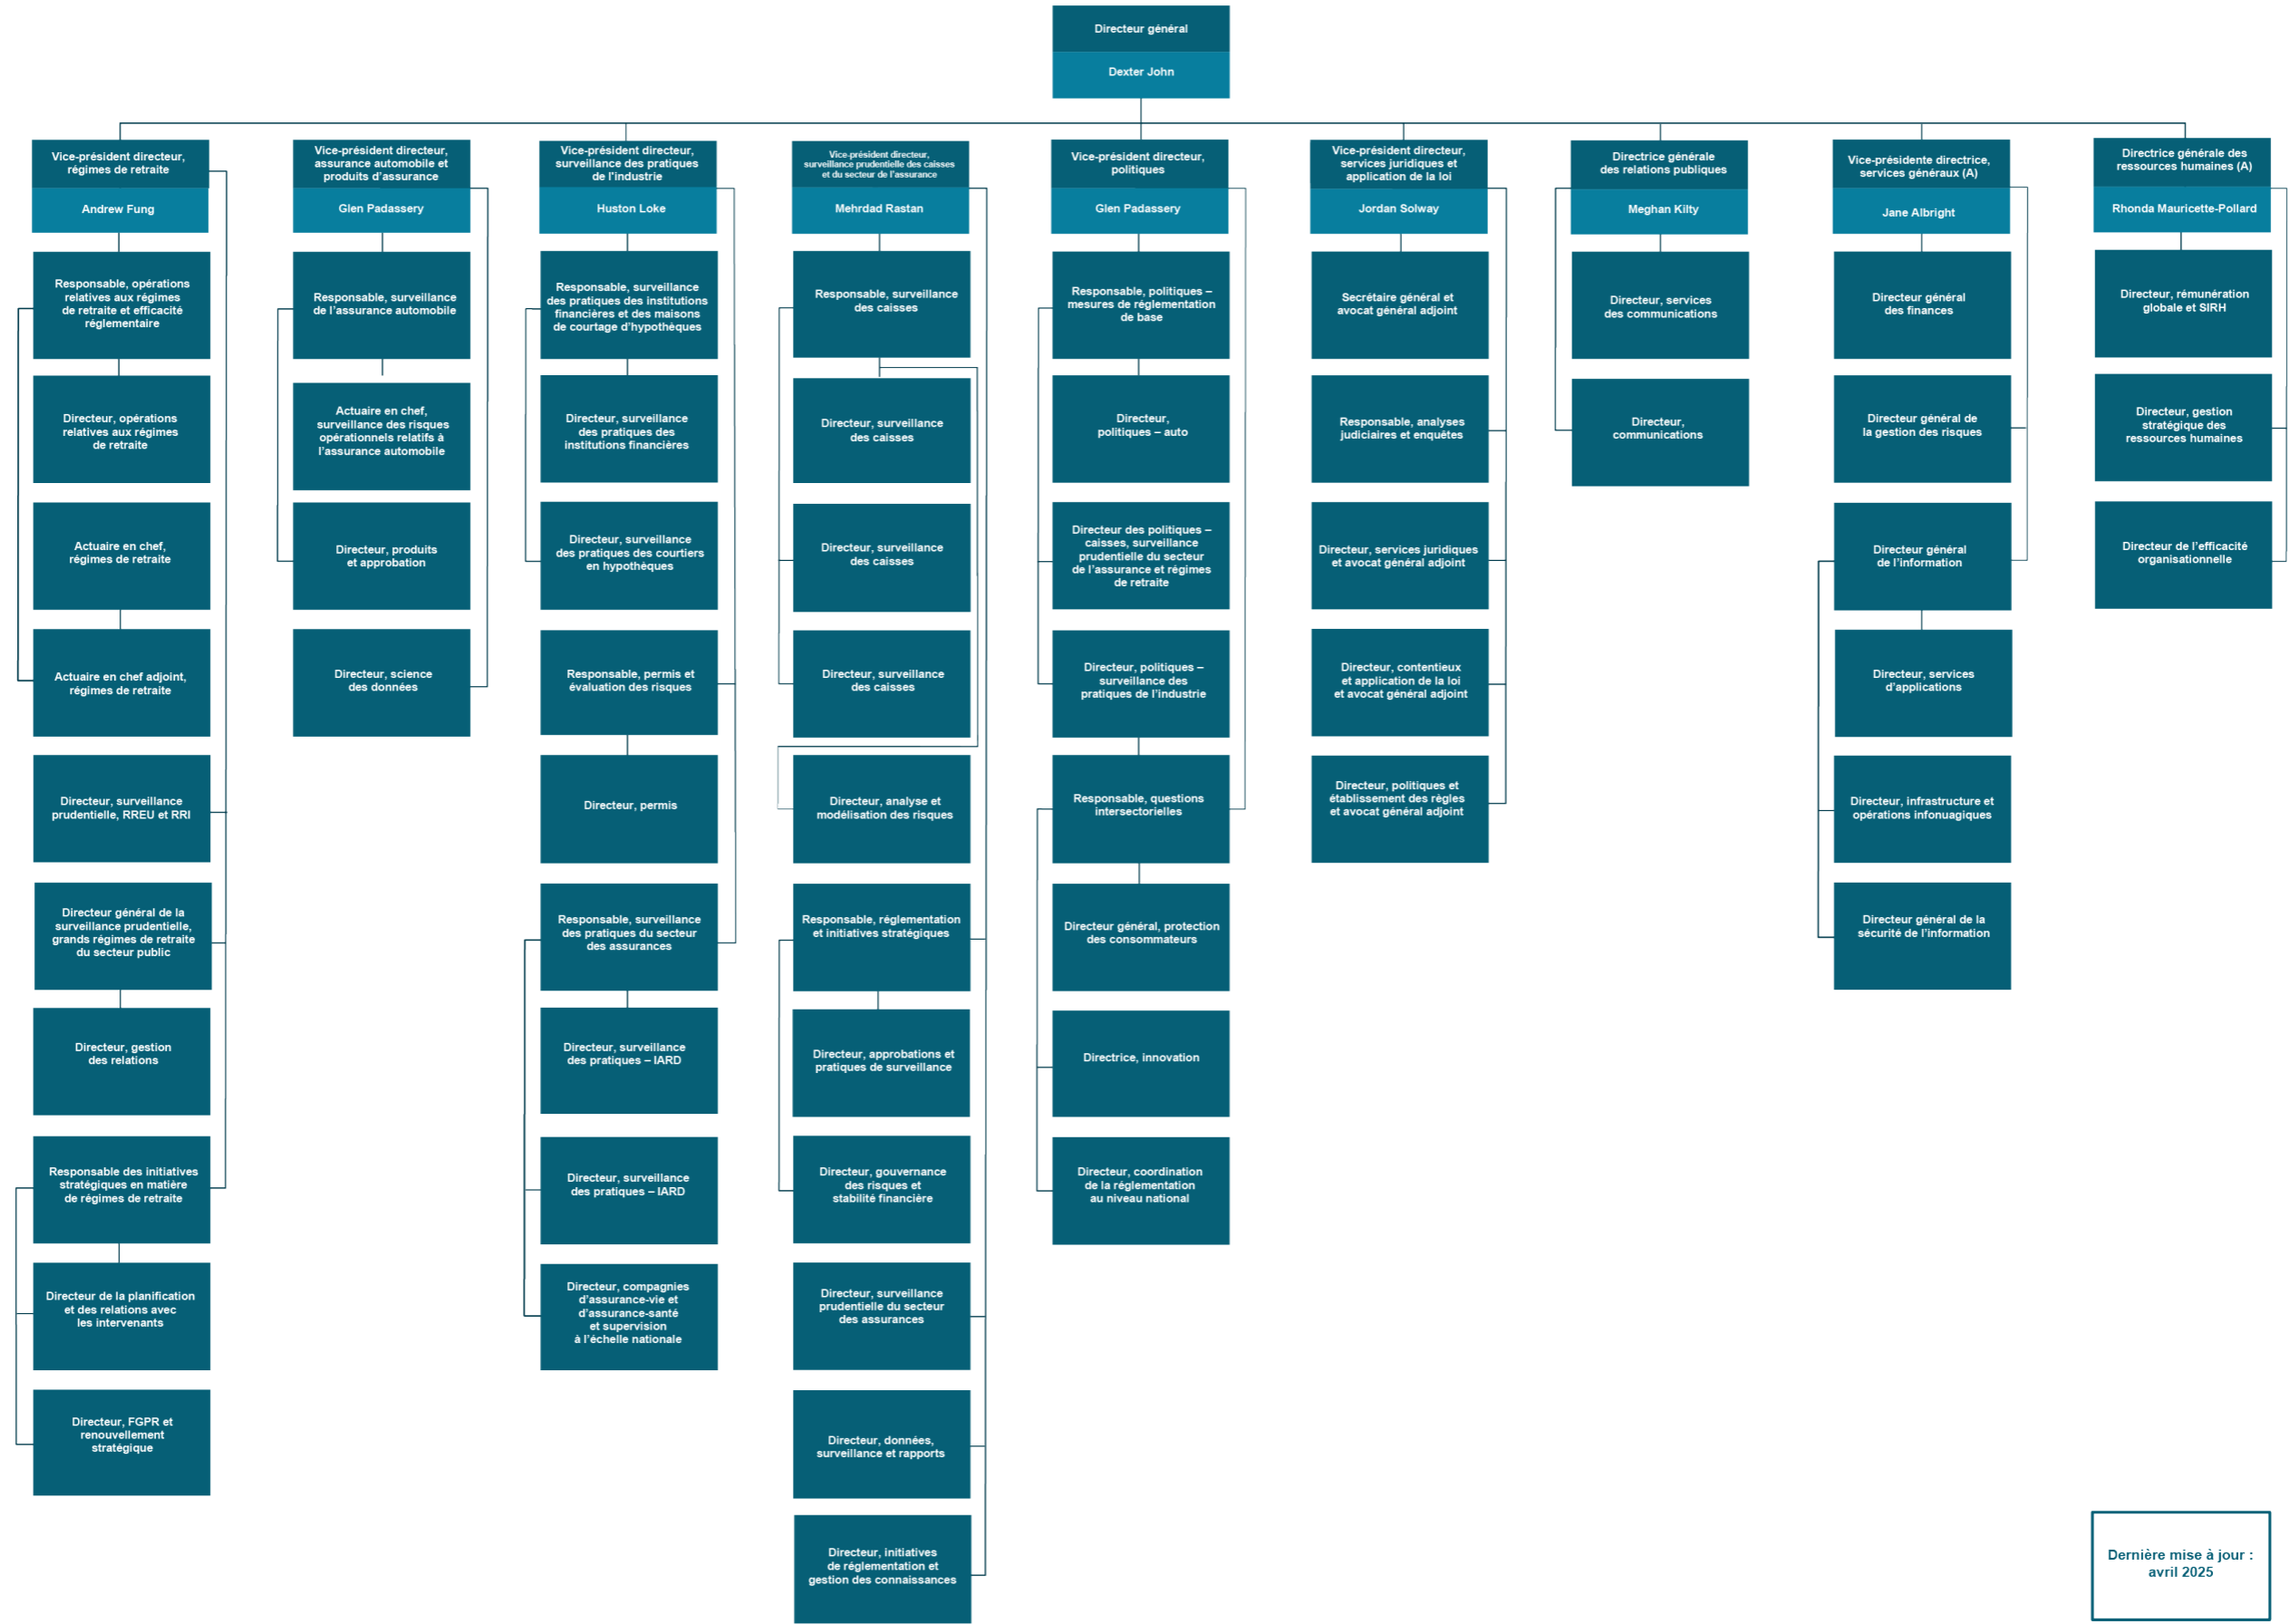 Directeur général
Dexter John
Vice-président directeur,
régimes de retraite
Andrew Fung
Responsable, opérations
relatives aux régimes
de retraite et efficacité
réglementaire
Directeur, opérations
relatives aux régimes
de retraite
Actuaire en chef,
régimes de retraite
Actuaire en chef adjoint,
régimes de retraite
Directeur, surveillance
prudentielle, RREU et RRI
Directeur général de la
surveillance prudentielle,
grands régimes de retraite
du secteur public
Directeur, gestion
des relations
Responsable des initiatives
stratégiques en matière
de régimes de retraite
Directeur de la planification
et des relations avec
les intervenants
Directeur, FGPR et
renouvellement
stratégique
Vice-président directeur,
assurance automobile et
produits d’assurance
Glen Padassery
Responsable, surveillance
de l’assurance automobile
Actuaire en chef,
surveillance des risques
opérationnels relatifs à
l’assurance automobile
Directeur, produits
et approbation
Directeur, science
des données
Vice-président directeur,
surveillance des pratiques
de l'industrie
Huston Loke
Responsable, surveillance
des pratiques des institutions
financières et des maisons
de courtage d’hypothèques
Directeur, surveillance
des pratiques des
institutions financières
Directeur, surveillance
des pratiques des courtiers
en hypothèques
Responsable, permis et
évaluation des risques
Directeur, permis
Responsable, surveillance
des pratiques du secteur
des assurances
Directeur, surveillance
des pratiques – IARD
Directeur, surveillance
des pratiques – IARD
Directeur, compagnies
d’assurance-vie et
d’assurance-santé
et supervision
à l’échelle nationale
Vice-président directeur,
surveillance prudentielle des caisses
et du secteur de l’assurance
Mehrdad Rastan
Responsable, surveillance
des caisses
Directeur, surveillance
des caisses
Directeur, surveillance
des caisses
Directeur, surveillance
des caisses
Directeur, analyse et
modélisation des risques
Responsable, réglementation
et initiatives stratégiques
Directeur, approbations et
pratiques de surveillance
Directeur, gouvernance
des risques et
stabilité financière
Directeur, surveillance
prudentielle du secteur
des assurances
Directeur, données,
surveillance et rapports
Directeur, initiatives
de réglementation et
gestion des connaissances
Vice-président directeur,
politiques
Glen Padassery
Responsable, politiques –
mesures de réglementation
de base
Directeur,
politiques – auto
Directeur des politiques –
caisses, surveillance
prudentielle du secteur
de l’assurance et régimes
de retraite
Directeur, politiques –
surveillance des
pratiques de l’industrie
Responsable, questions
intersectorielles
Directeur général, protection
des consommateurs
Directrice, innovation
Directeur, coordination
de la réglementation
au niveau national
Vice-président directeur,
services juridiques et
application de la loi
Jordan Solway
Secrétaire général et
avocat général adjoint
Responsable, analyses
judiciaires et enquêtes
Directeur, services juridiques
et avocat général adjoint
Directeur, contentieux
et application de la loi
et avocat général adjoint
Directeur, politiques et
établissement des règles
et avocat général adjoint
Directrice générale
des relations publiques
Meghan Kilty
Directeur, services
des communications
Directeur,
communications
Vice-présidente directrice,
services généraux (A)
Jane Albright
Directeur général
des finances
Directeur général de
la gestion des risques
Directeur général
de l’information
Directeur, services
d’applications
Directeur, infrastructure et
opérations infonuagiques
Directeur général de la
sécurité de l’information
Directrice générale des
ressources humaines (A)
Rhonda Mauricette-Pollard
Directeur, rémunération
globale et SIRH
Directeur, gestion
stratégique des
ressources humaines
Directeur de l’efficacité
organisationnelle
Dernière mise à jour :
avril 2025